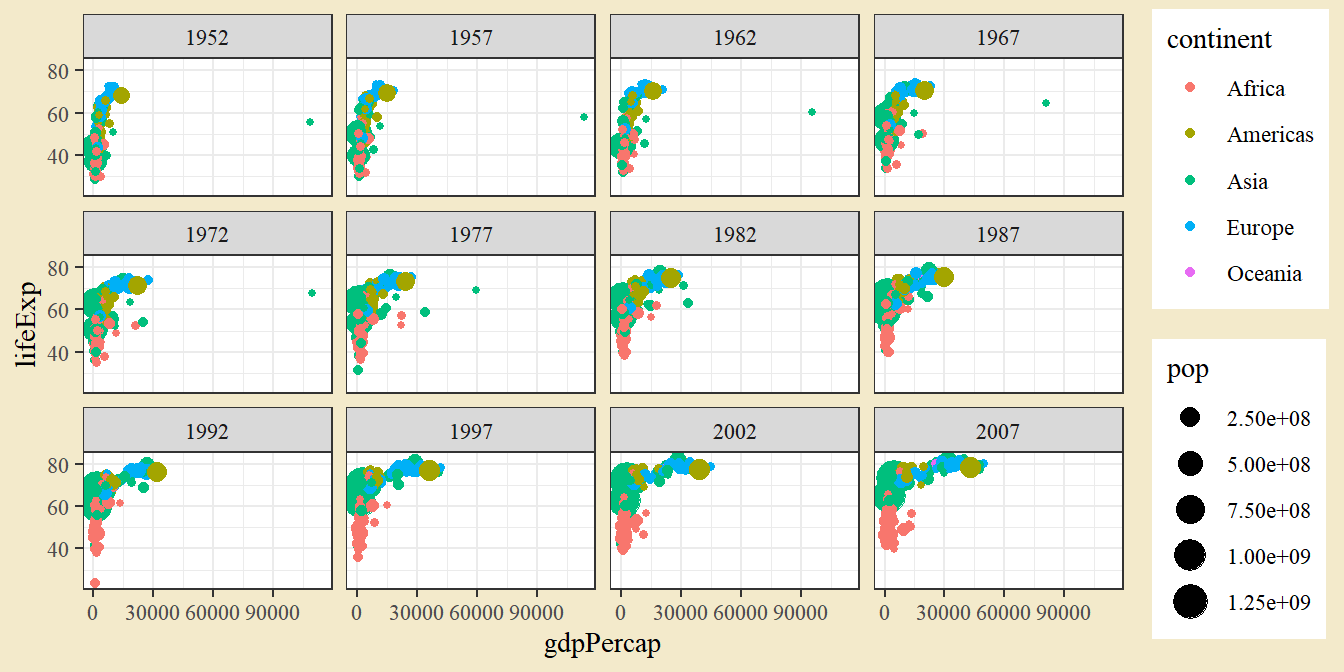 1952 1957 1962 1967
80
60
40
1972 1977 1982 1987
80
60
40
1992 1997 2002 2007
80
60
40
0 30000 60000 90000 0 30000 60000 90000 0 30000 60000 90000 0 30000 60000 90000
gdpPercap
lifeExp
continent
Africa
Americas
Asia
Europe
Oceania
pop
2.50e+08
5.00e+08
7.50e+08
1.00e+09
1.25e+09